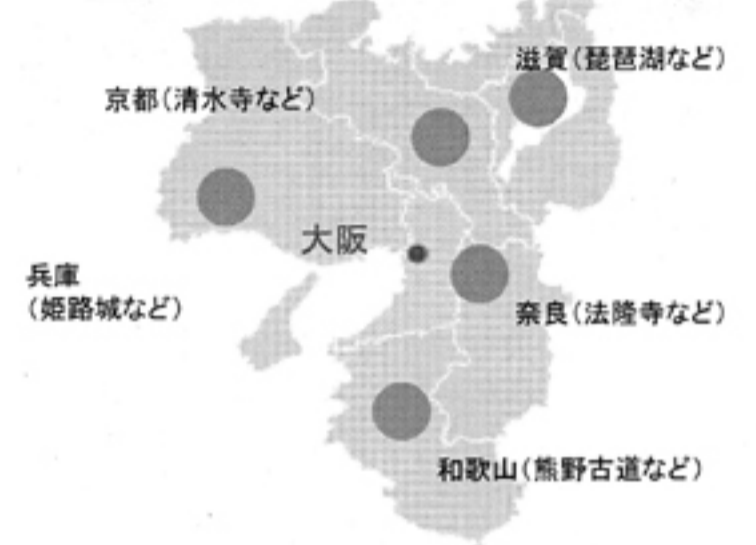 滋賀(琵琶湖など)
京都(清水寺など)
大阪
兵庫
(姫路城など)
奈良(法隆寺など)
和歌山(熊野古道など)